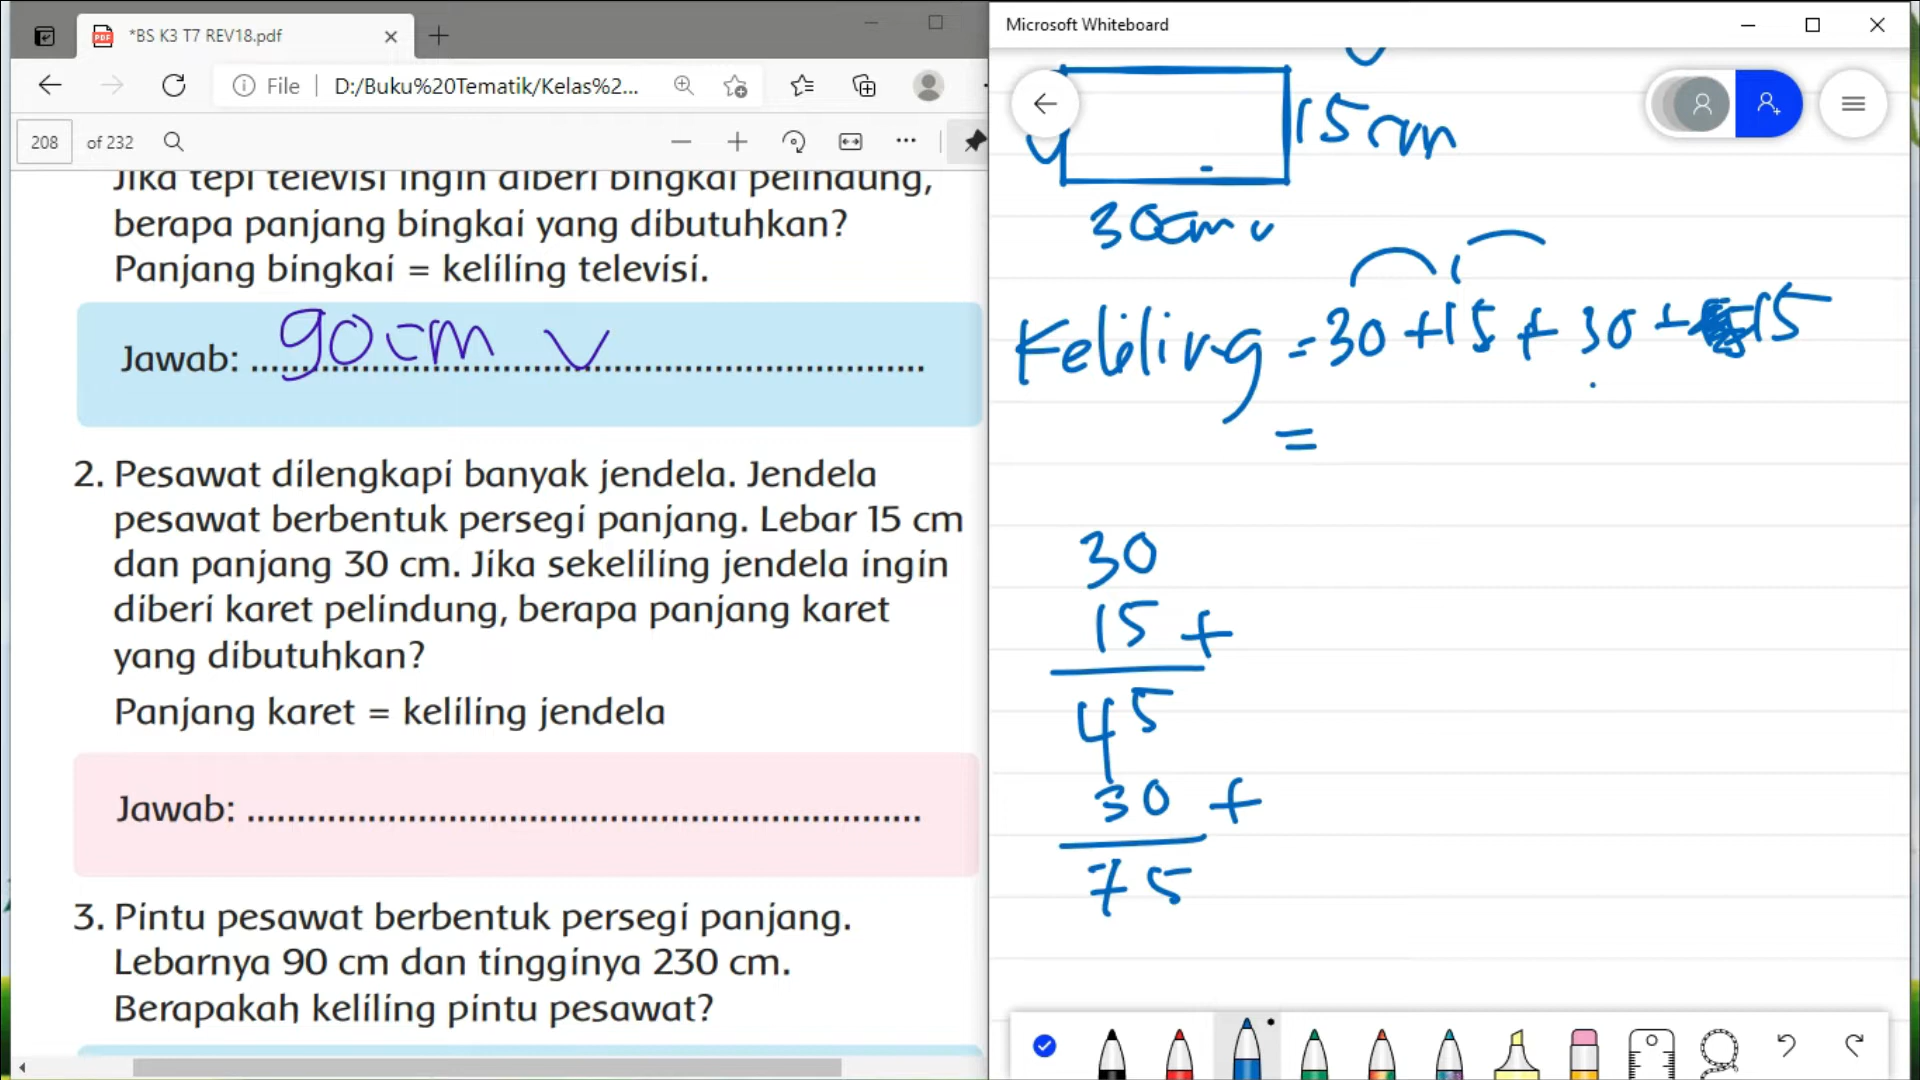 *BS K3 T7 REV18.pdf
File
D:/Buku%20Tematik/Kelas%2...
208
of 232
Jika tepi televisi ingin diberi bingkai pelindung,
berapa panjang bingkai yang dibutuhkan?
Panjang bingkai = keliling televisi.
Jawab: 90 cm
2. Pesawat dilengkapi banyak jendela. Jendela
pesawat berbentuk persegi panjang. Lebar 15 cm
dan panjang 30 cm. Jika sekeliling jendela ingin
diberi karet pelindung, berapa panjang karet
yang dibutuhkan?
Panjang karet = keliling jendela
Jawab: ....................................................................
3. Pintu pesawat berbentuk persegi panjang.
Lebarnya 90 cm dan tingginya 230 cm.
Berapakah keliling pintu pesawat?
Microsoft Whiteboard
15 cm
30 cm
Keliling = 30 + 15 + 30 + 15
=
30
15 +
45
30 +
75